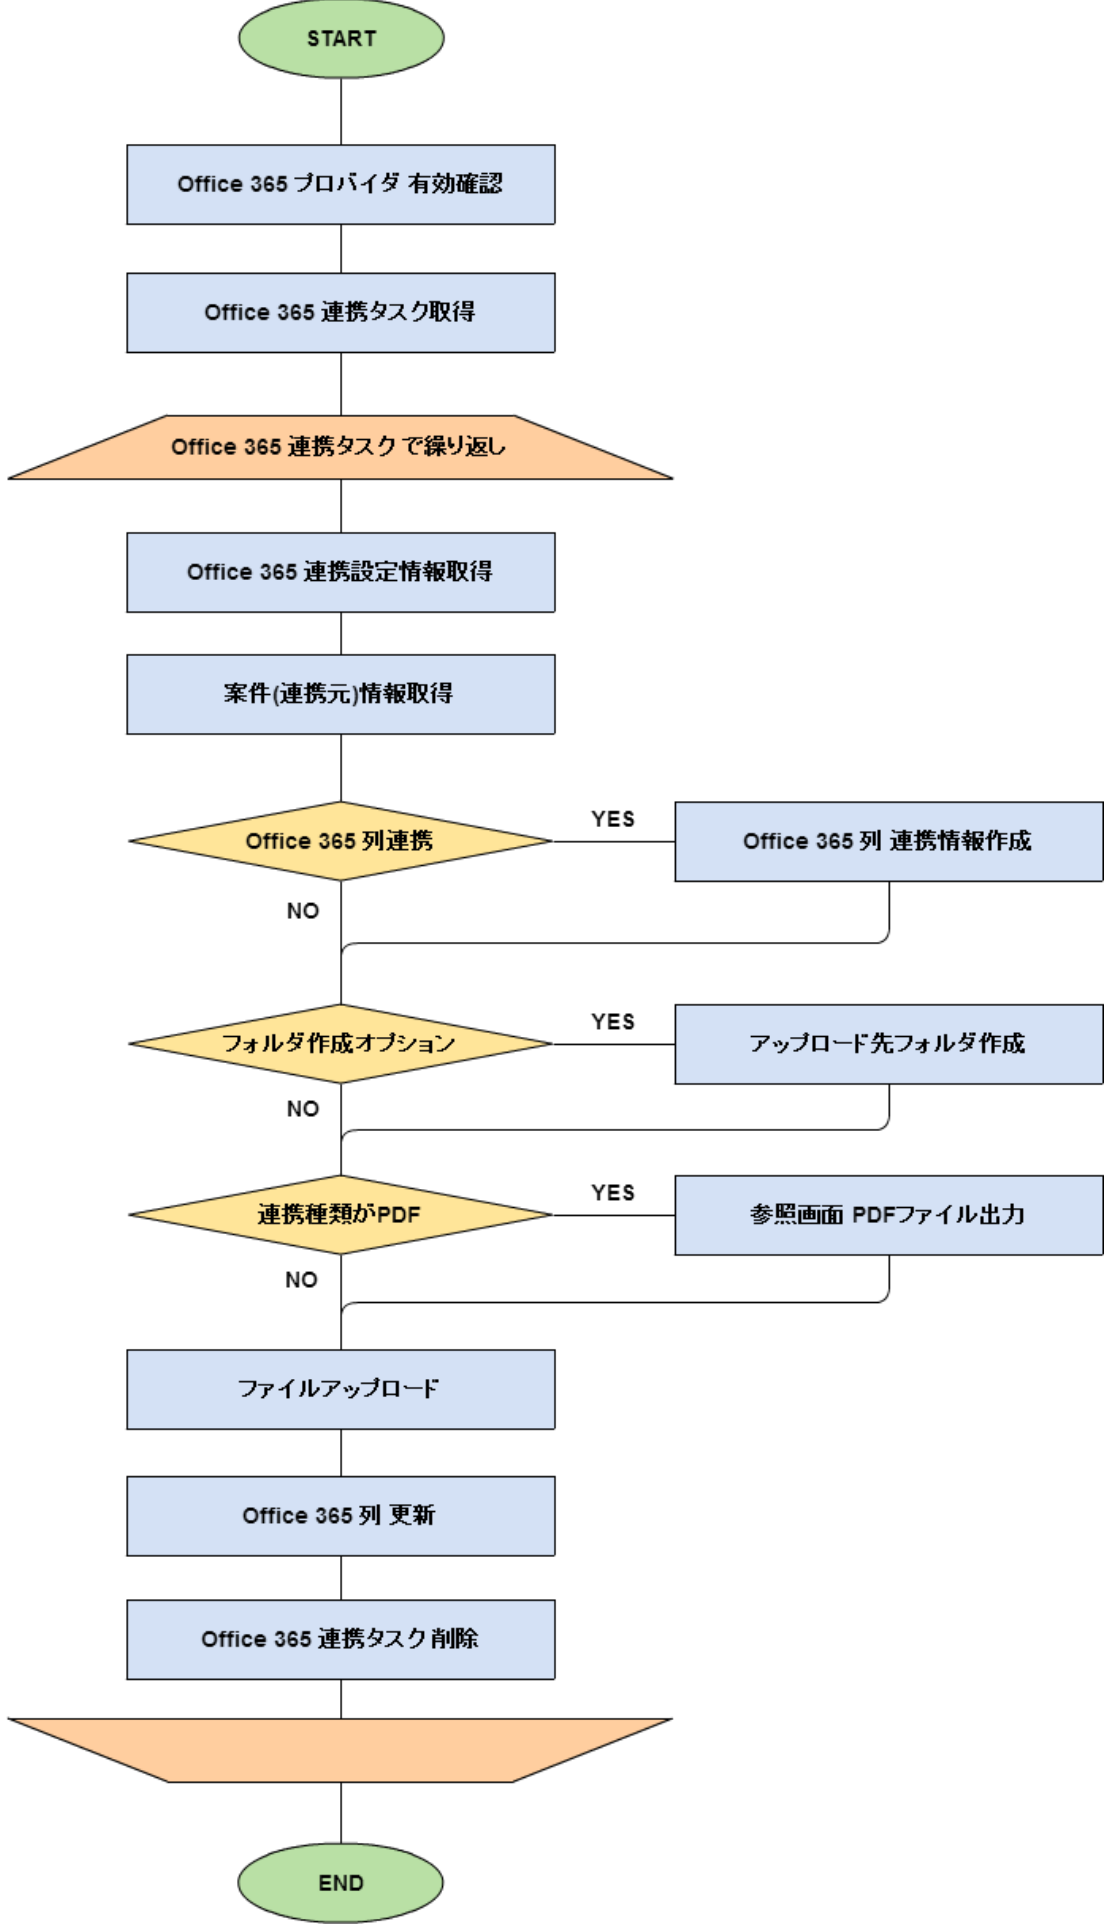 START
Office 365 プロバイダ 有効確認
Office 365 連携タスク取得
Office 365 連携タスク で繰り返し
Office 365 連携設定情報取得
案件(連携元)情報取得
Office 365 列連携
YES
Office 365 列 連携情報作成
NO
フォルダ作成オプション
YES
アップロード先フォルダ作成
NO
連携種類がPDF
YES
参照画面 PDFファイル出力
NO
ファイルアップロード
Office 365 列 更新
Office 365 連携タスク 削除
END